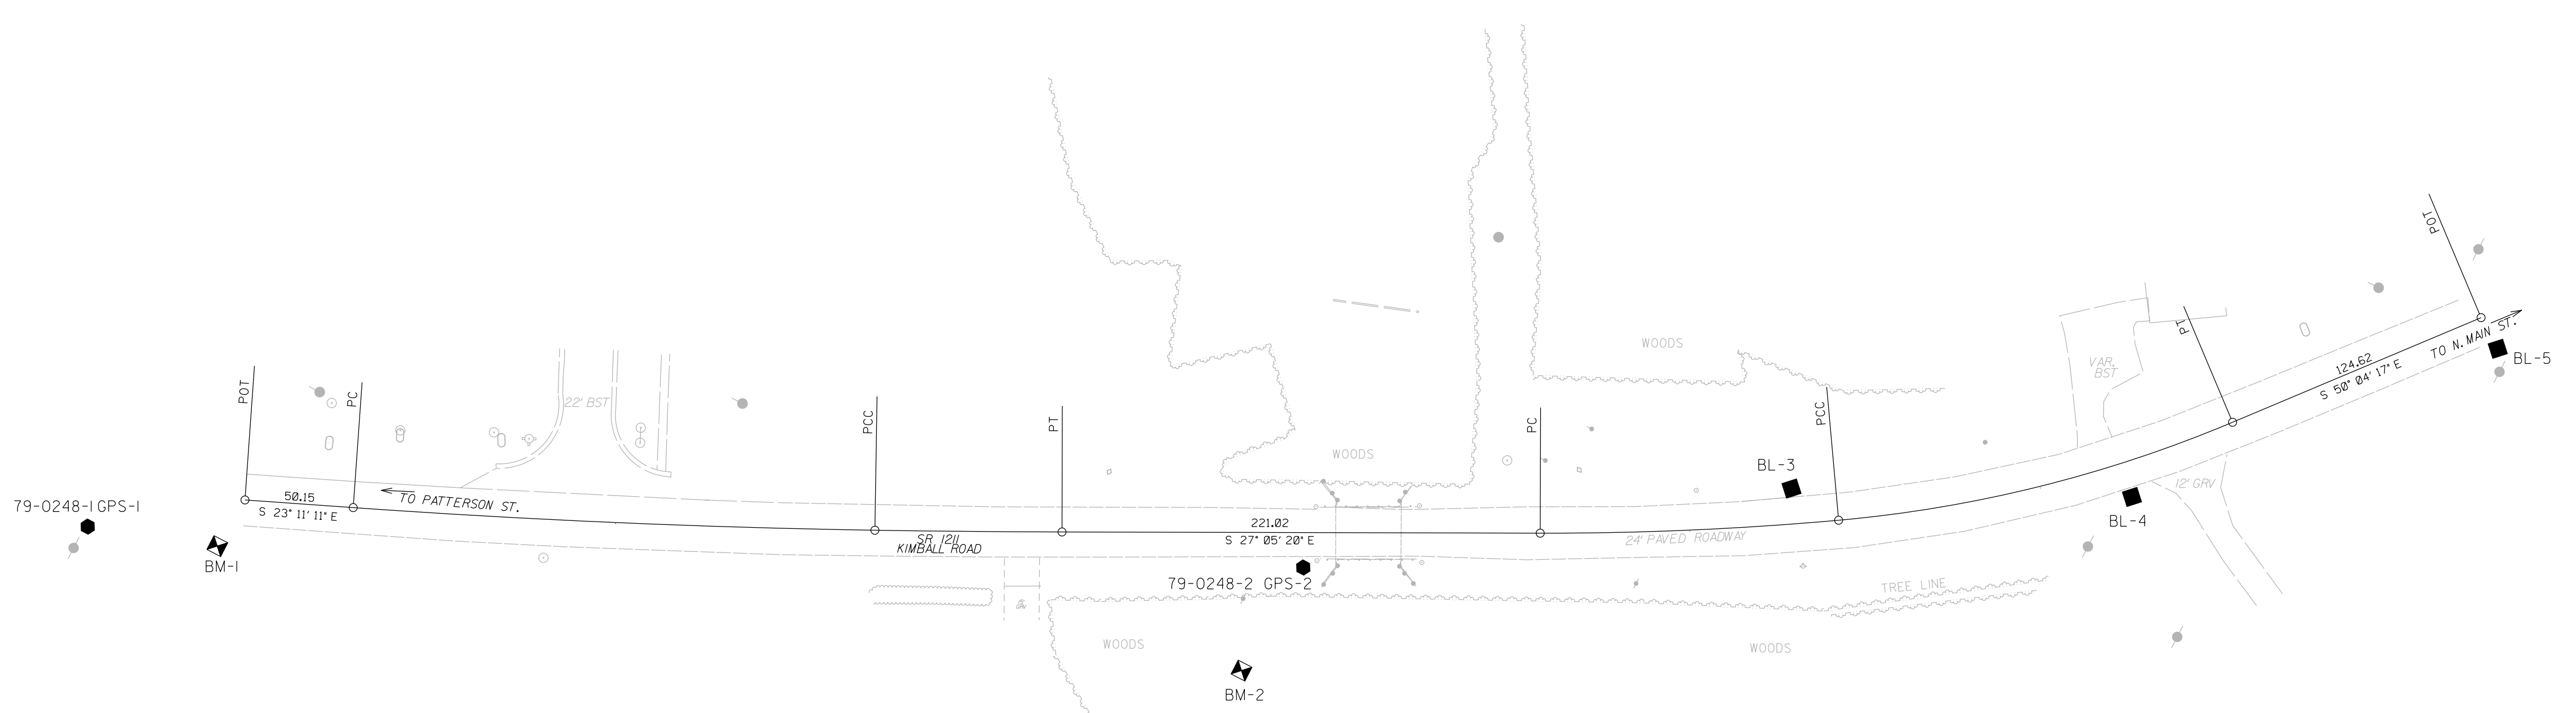 POT
POT
PT
WOODS
VAR.
BST
TO N. MAIN ST.
BL-5
124.62
S 50° 04' 17" E
POT
PC
22' BST
PCC
PT
PC
PCC
WOODS
BL-3
12' GRV
BL-4
79-0248-1 GPS-1
50.15
S 23° 11' 11" E
TO PATTERSON ST.
BM-1
SR 1211
KIMBALL ROAD
221.02
S 27° 05' 20" E
24' PAVED ROADWAY
79-0248-2 GPS-2
TREE LINE
WOODS
WOODS
BM-2